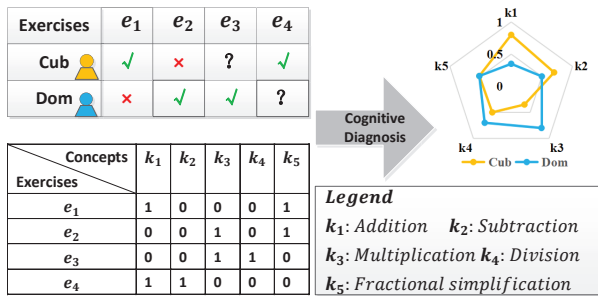 Exercises e1 e2 e3 e4
Cub √ × ? √
Dom × √ √ ?
Concepts k1 k2 k3 k4 k5
Exercises
e1 1 0 0 0 1
e2 0 0 1 0 1
e3 0 0 1 1 0
e4 1 1 0 0 0
Cognitive
Diagnosis
k1
1
k5 0.5 k2
0
k4 k3
Cub Dom
Legend
k1: Addition k2: Subtraction
k3: Multiplication k4: Division
k5: Fractional simplification